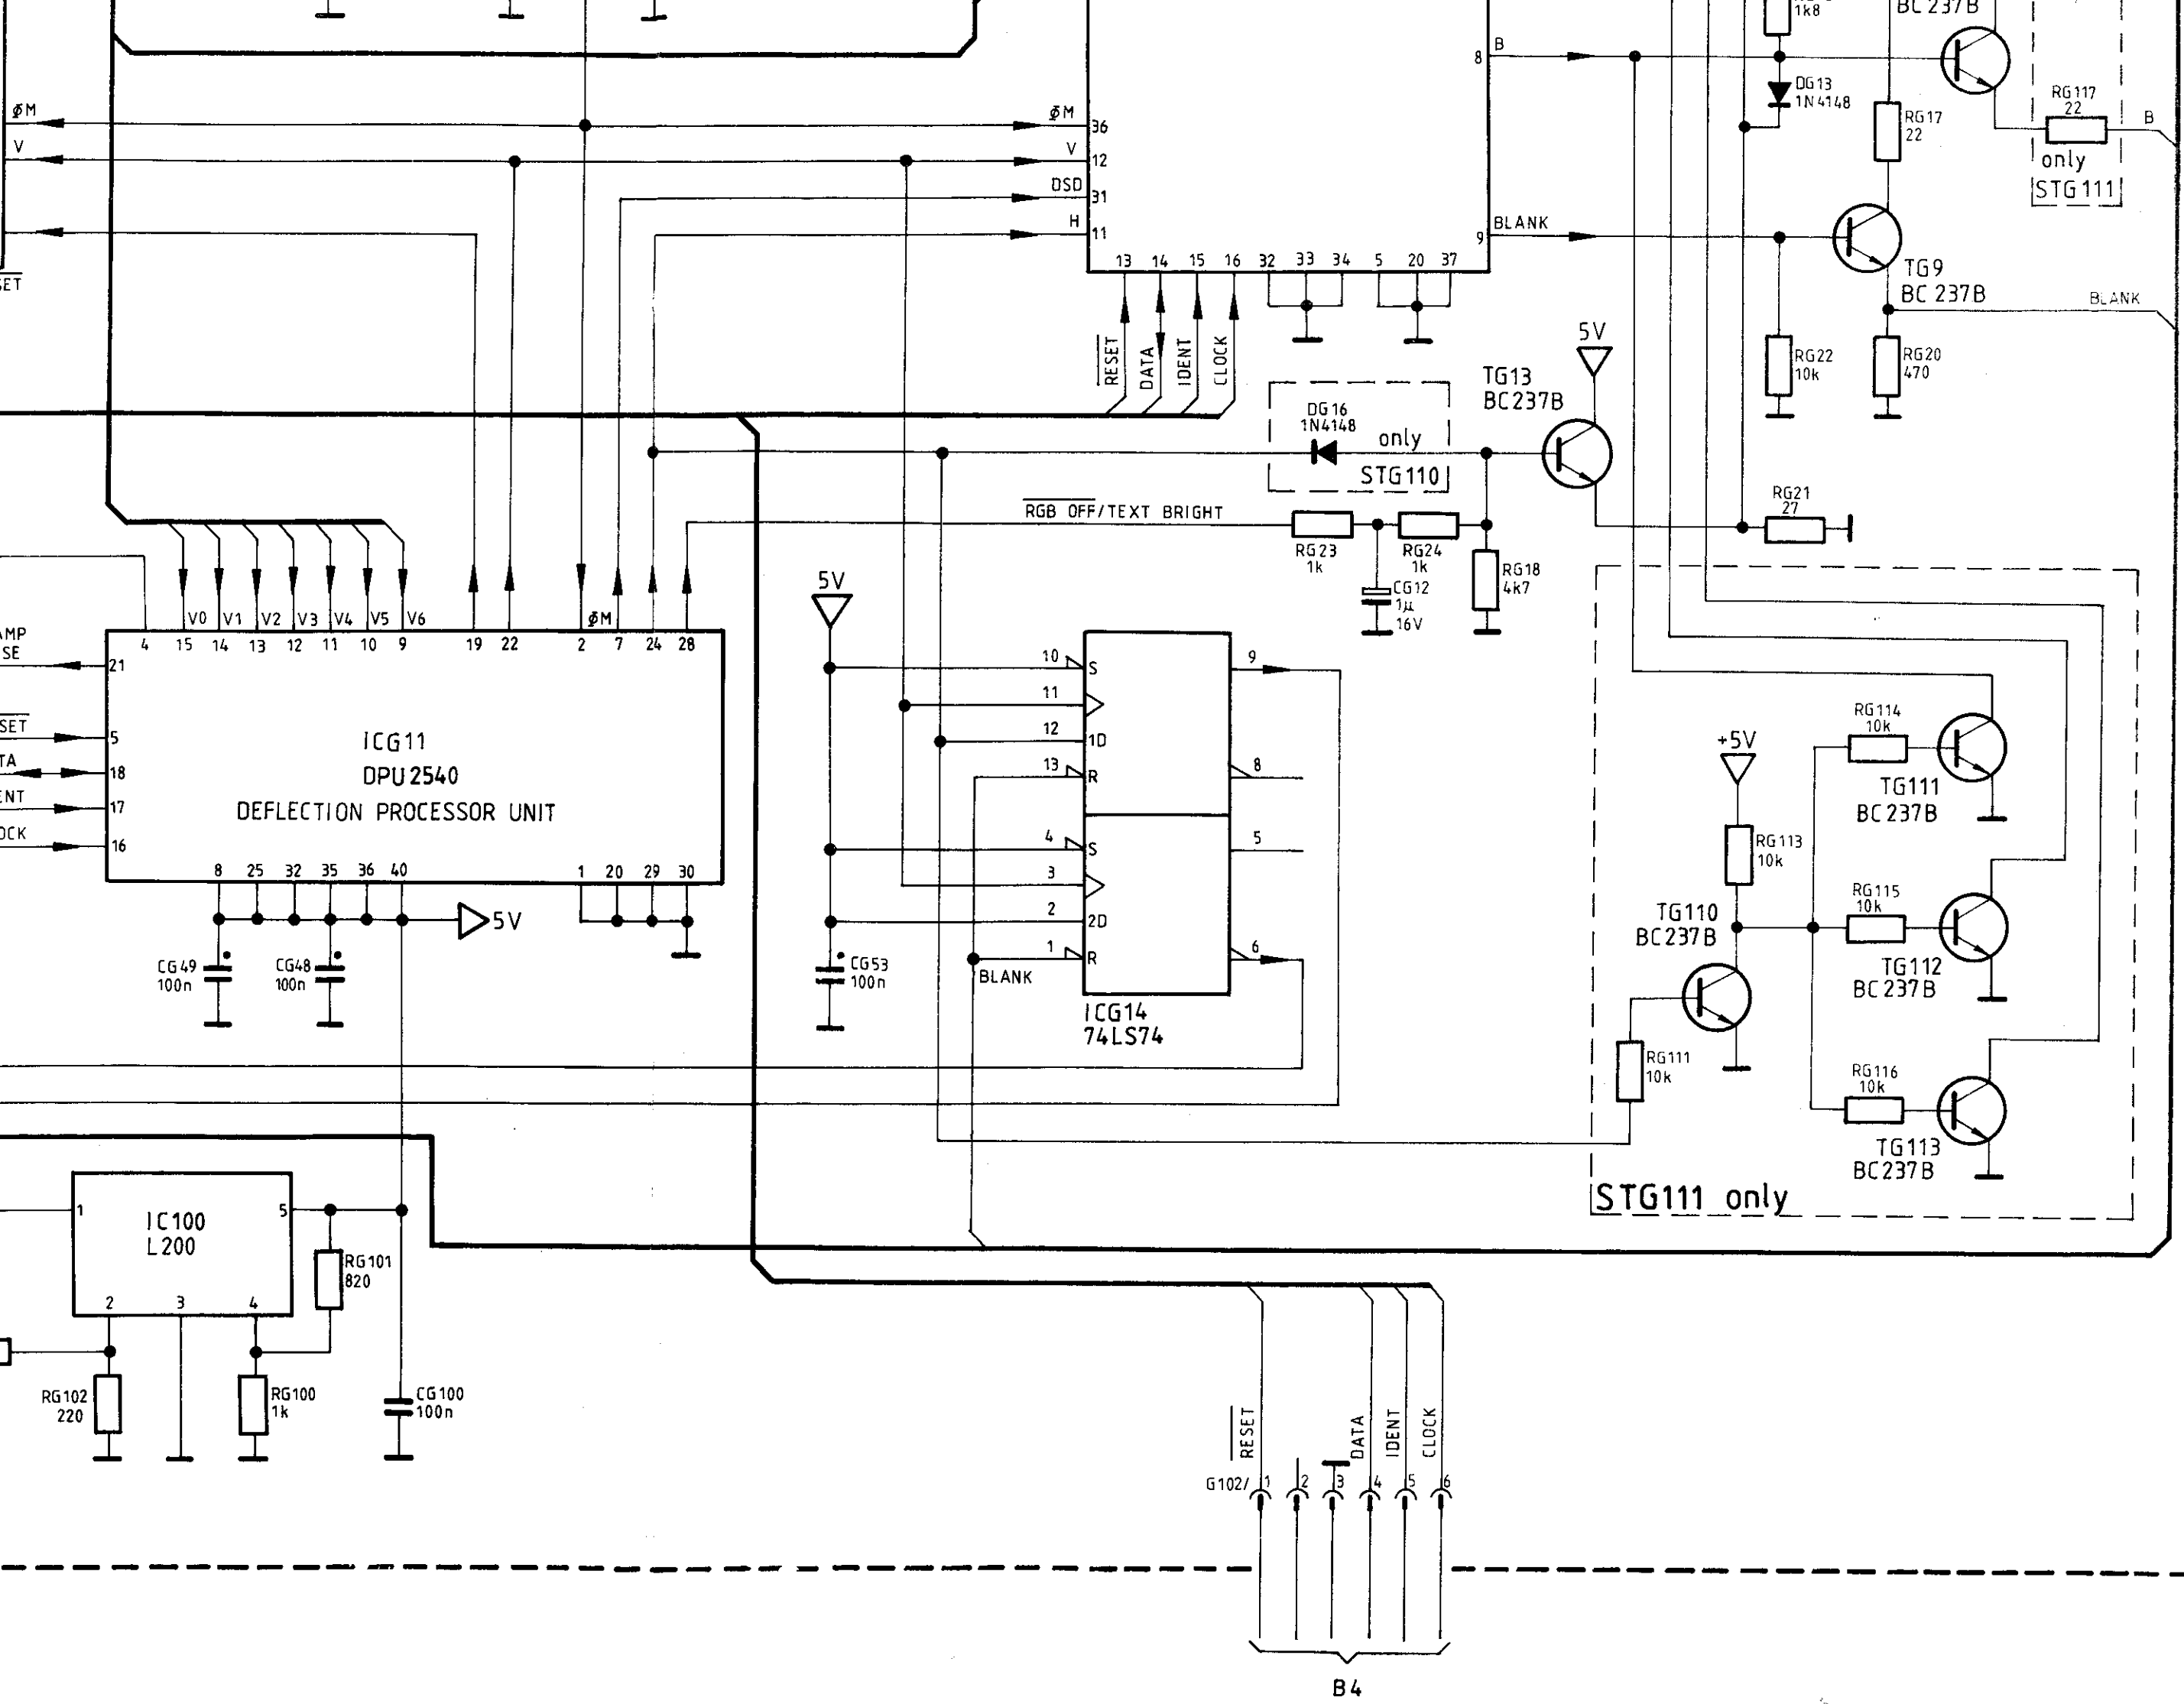 1k8
BC237B
8
B
DG13
1N4148
RG117
22
B
only
STG111
RG17
22
ΦM
ΦM
36
V
V
12
DSD
31
H
11
9
BLANK
TG9
BC 237B
BLANK
SET
13 14 15 16 32 33 34 5 20 37
RESET
DATA
IDENT
CLOCK
5V
RG22
10k
RG20
470
TG13
BC237B
DG16
1N4148
only
STG110
RGB OFF/TEXT BRIGHT
RG21
27
RG23
1k
RG24
1k
CG12
1µ
16V
RG18
4k7
5V
V0 V1 V2 V3 V4 V5 V6 ΦM
4 15 14 13 12 11 10 9 19 22 2 7 24 28
AMP
SE
21
SET
5
TA
18
ENT
17
OCK
16
ICG11
DPU 2540
DEFLECTION PROCESSOR UNIT
8 25 32 35 36 40 1 20 29 30
5V
CG49
100n
CG48
100n
CG53
100n
10 S 9
11
12 1D
13 R 8
4 S 5
3
2 2D
1 R 6
BLANK
ICG14
74LS74
+5V
RG114
10k
TG111
BC 237B
RG113
10k
RG115
10k
TG110
BC237B
TG112
BC 237B
RG111
10k
RG116
10k
TG113
BC237B
STG111 only
1
IC100
L200
5
2 3 4
RG101
820
RG102
220
RG100
1k
CG100
100n
RESET
DATA
IDENT
CLOCK
G102/ 1 2 3 4 5 6
B4